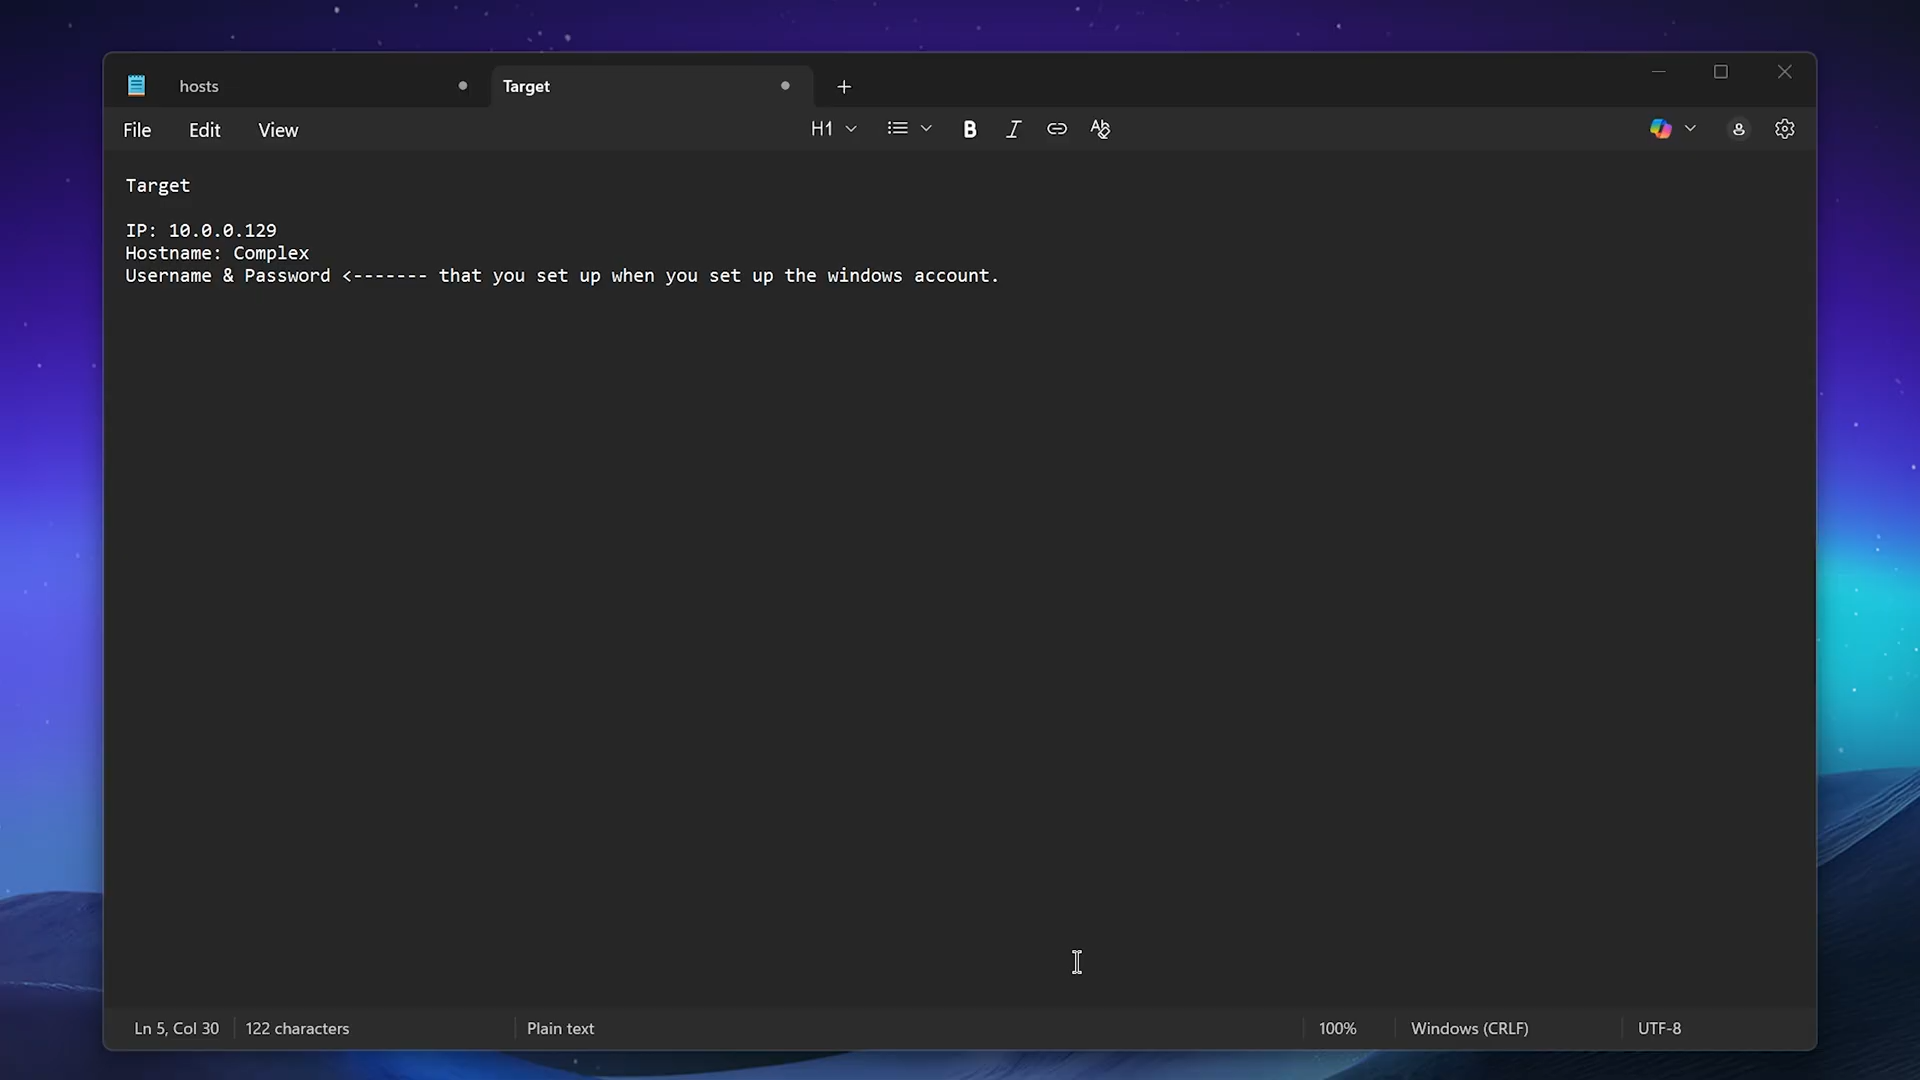 hosts
Target
File Edit View H1
Target
IP: 10.0.0.129
Hostname: Complex
Username & Password <------- that you set up when you set up the windows account.
Ln 5, Col 30 122 characters Plain text 100% Windows (CRLF) UTF-8